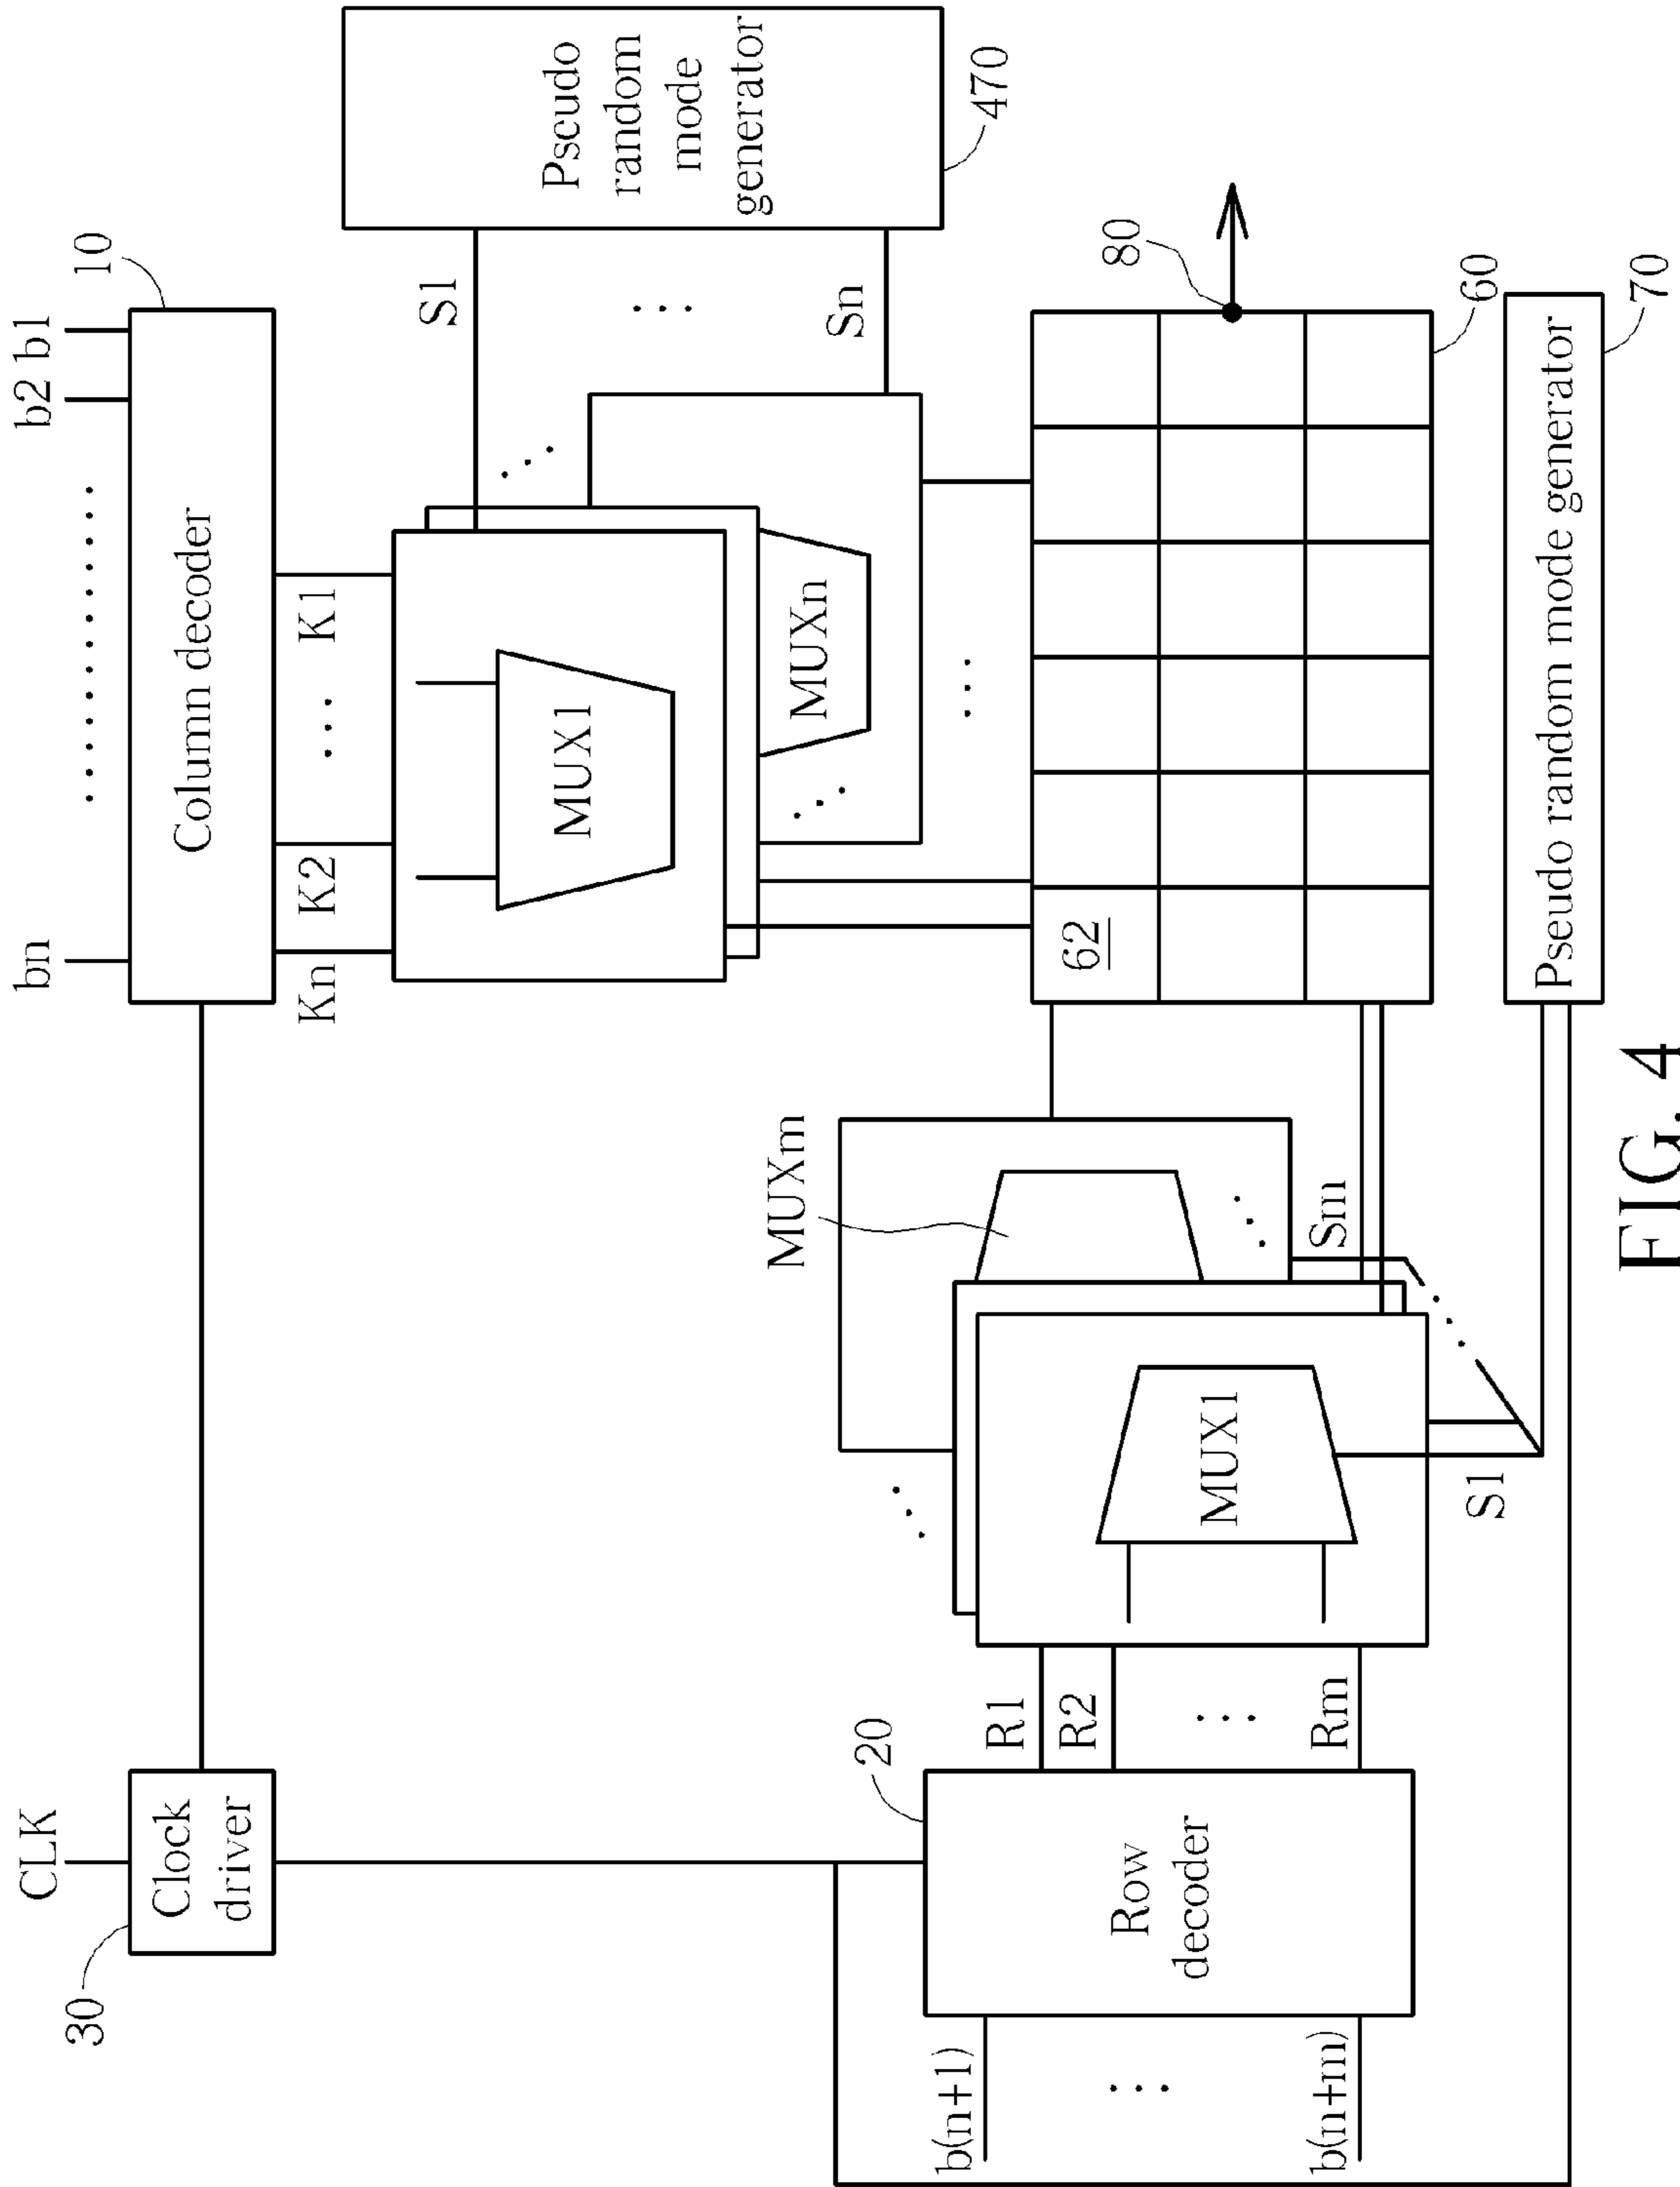 CLK
30
Clock
driver
bn
b2
b1
10
Column decoder
Kn
K2
K1
MUX1
MUXn
S1
Sn
Pseudo
random
mode
generator
470
b(n+1)
b(n+m)
20
Row
decoder
R1
R2
Rm
MUX1
MUXm
S1
Sm
62
80
60
Pseudo random mode generator
70
FIG. 4